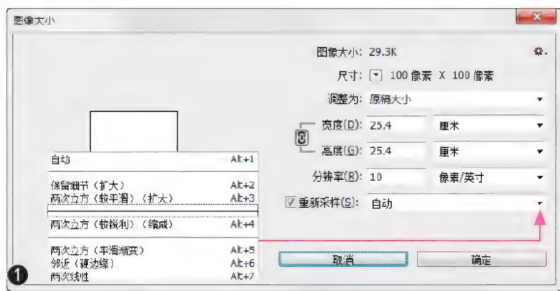 图像大小
图像大小: 29.3K
尺寸: 100 像素 X 100 像素
调整为: 原稿大小
宽度(D): 25.4 厘米
高度(G): 25.4 厘米
分辨率(R): 10 像素/英寸
重新采样(S): 自动
自动 Alt+1
保留细节（扩大） Alt+2
两次立方（较平滑）（扩大） Alt+3
两次立方（较锐利）（缩减） Alt+4
两次立方（平滑渐变） Alt+5
邻近（硬边缘） Alt+6
两次线性 Alt+7
取消 确定
1